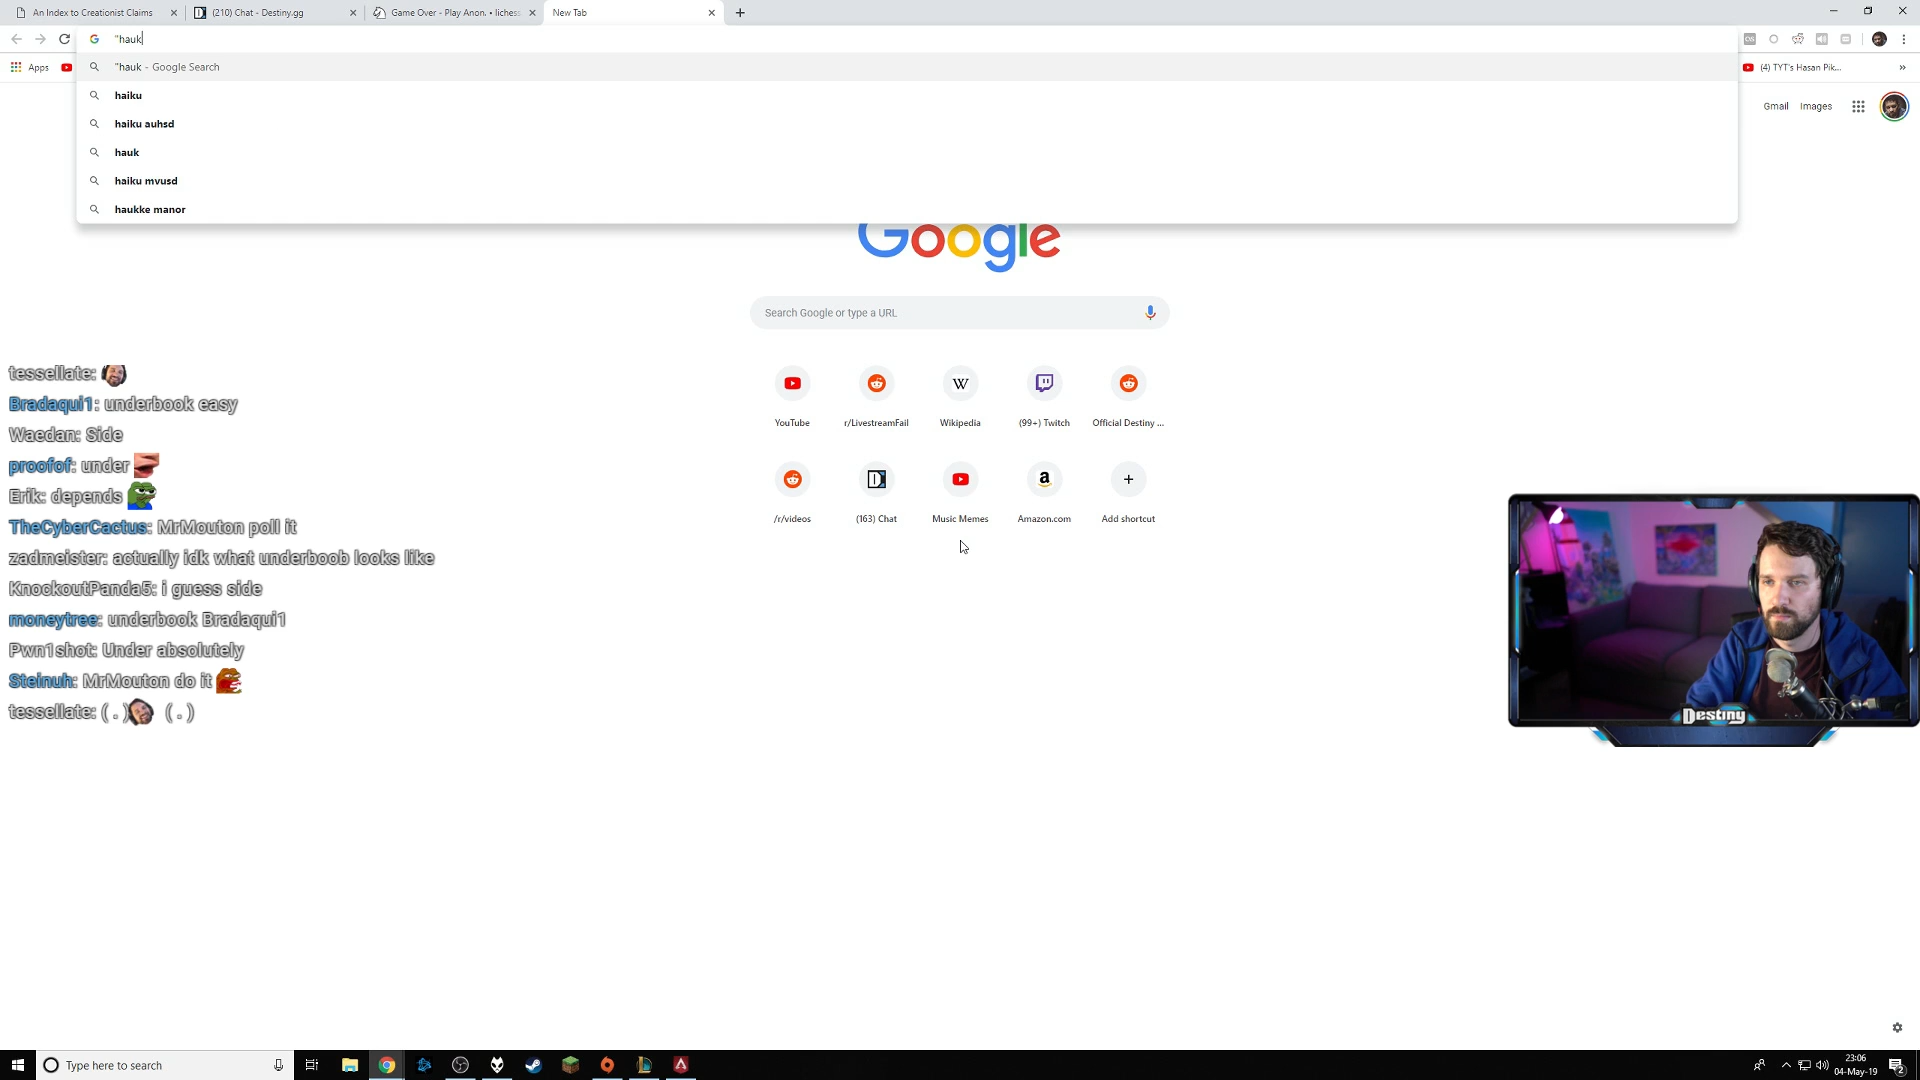 An Index to Creationist Claims
(210) Chat - Destiny.gg
Game Over - Play Anon. • lichess
New Tab
"hauk
"hauk - Google Search
haiku
haiku auhsd
hauk
haiku mvusd
haukke manor
Apps
(4) TYT's Hasan Pik...
Gmail
Images
Google
Search Google or type a URL
YouTube
r/LivestreamFail
Wikipedia
(99+) Twitch
Official Destiny ...
/r/videos
(163) Chat
Music Memes
Amazon.com
Add shortcut
tessellate:
Bradaqui1: underbook easy
Waedan: Side
proofof: under
Erik: depends
TheCyberCactus: MrMouton poll it
zadmeister: actually idk what underboob looks like
KnockoutPanda5: i guess side
moneytree: underbook Bradaqui1
Pwn1shot: Under absolutely
Steinuh: MrMouton do it
tessellate: ( . ) ( . )
Destiny
Type here to search
23:06
04-May-19
2